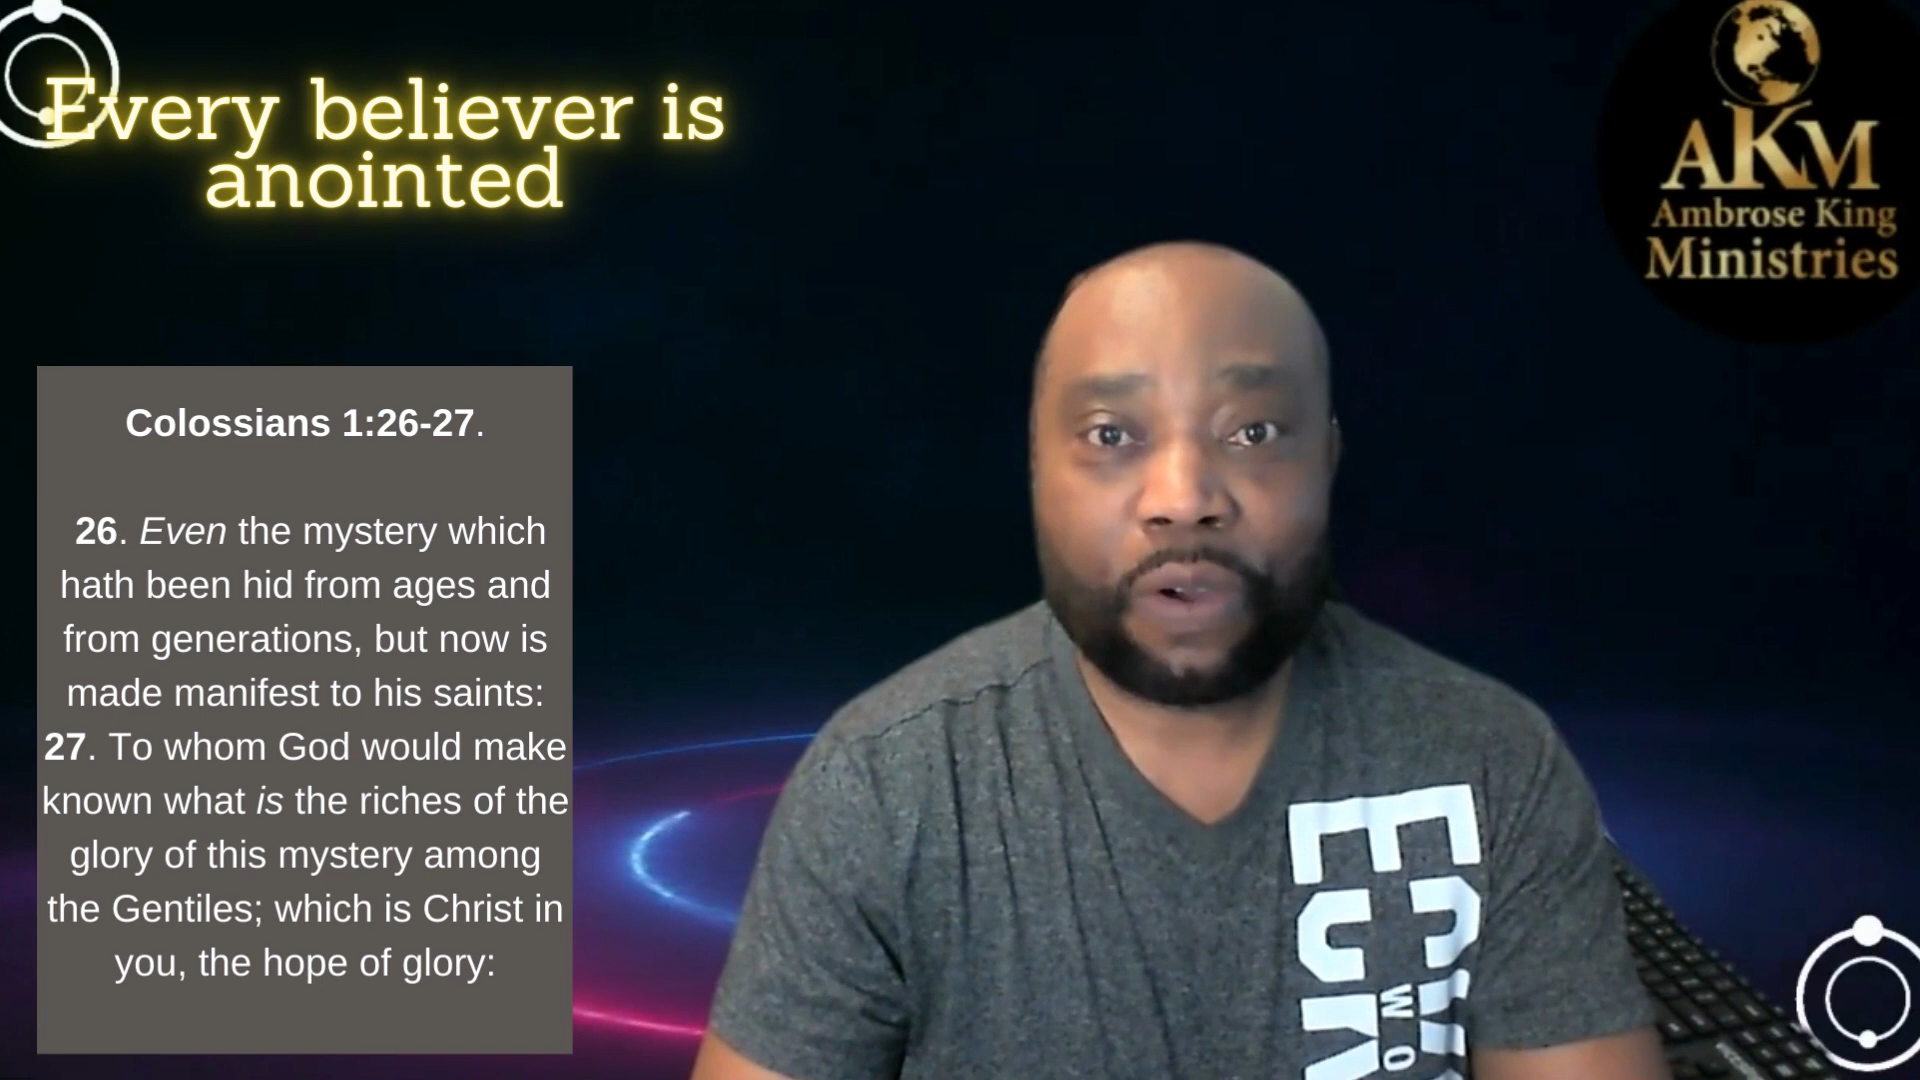 Every believer is
anointed
AKM
Ambrose King
Ministries
Colossians 1:26-27.
26. Even the mystery which
hath been hid from ages and
from generations, but now is
made manifest to his saints:
27. To whom God would make
known what is the riches of the
glory of this mystery among
the Gentiles; which is Christ in
you, the hope of glory: